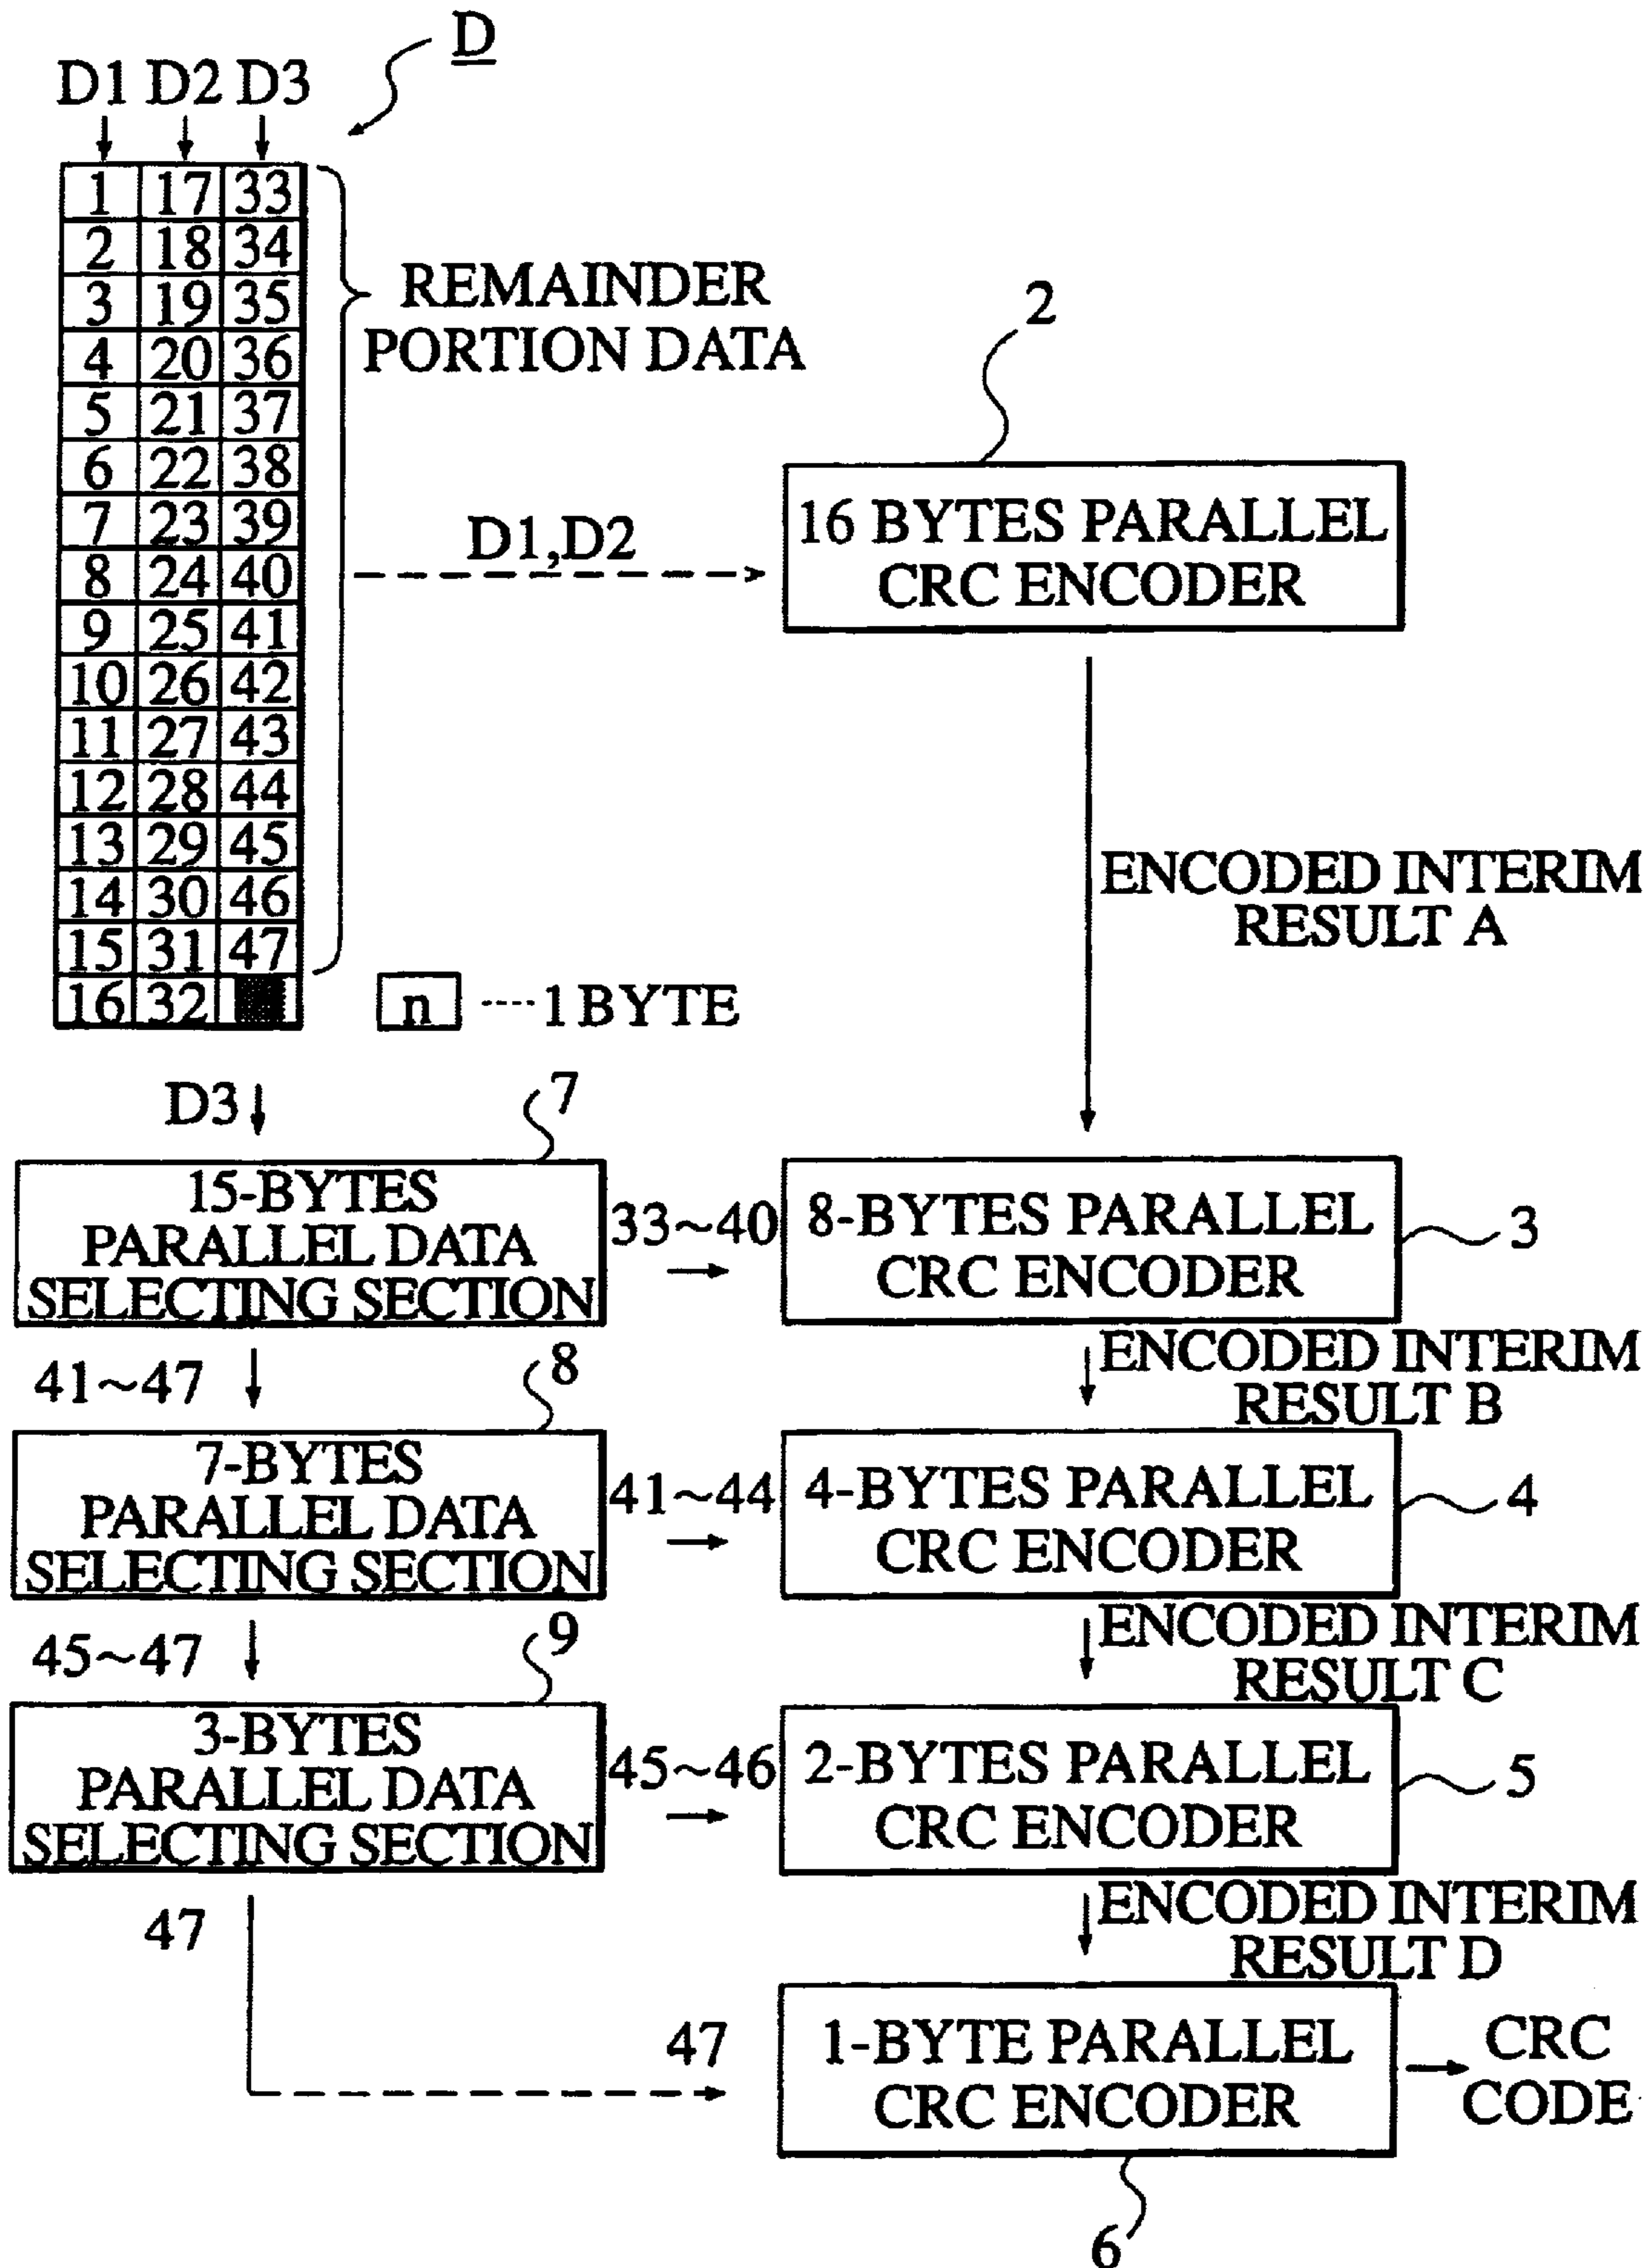 D
D1 D2 D3
1 17 33
2 18 34
3 19 35
4 20 36
5 21 37
6 22 38
7 23 39
8 24 40
9 25 41
10 26 42
11 27 43
12 28 44
13 29 45
14 30 46
15 31 47
16 32
REMAINDER
PORTION DATA
n ----1 BYTE
D1,D2
2
16 BYTES PARALLEL
CRC ENCODER
ENCODED INTERIM
RESULT A
D3
7
15-BYTES
PARALLEL DATA
SELECTING SECTION
33~40
8-BYTES PARALLEL
CRC ENCODER
3
41~47
8
ENCODED INTERIM
RESULT B
7-BYTES
PARALLEL DATA
SELECTING SECTION
41~44
4-BYTES PARALLEL
CRC ENCODER
4
45~47
9
ENCODED INTERIM
RESULT C
3-BYTES
PARALLEL DATA
SELECTING SECTION
45~46
2-BYTES PARALLEL
CRC ENCODER
5
47
ENCODED INTERIM
RESULT D
47
1-BYTE PARALLEL
CRC ENCODER
CRC
CODE
6